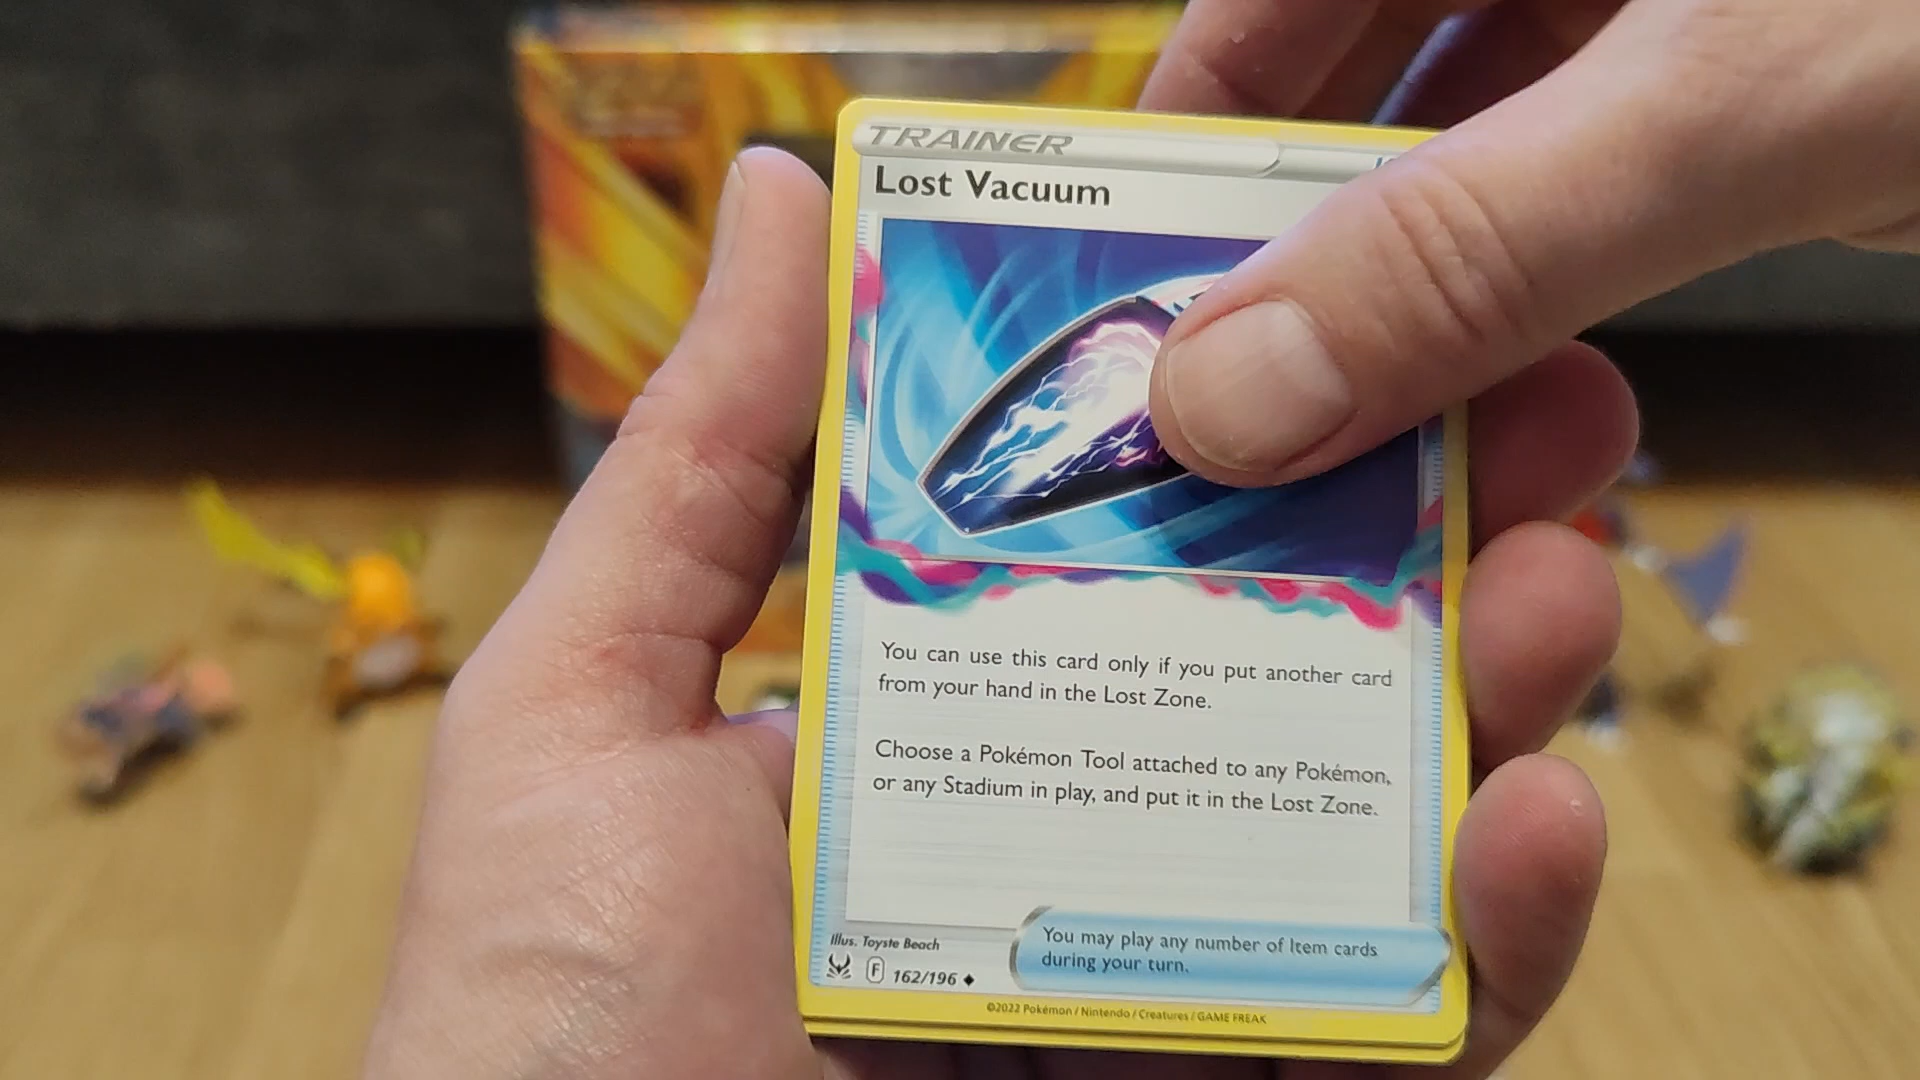 TRAINER
Lost Vacuum
You can use this card only if you put another card
from your hand in the Lost Zone.
Choose a Pokémon Tool attached to any Pokémon,
or any Stadium in play, and put it in the Lost Zone.
Illus. Toyste Beach
You may play any number of Item cards
during your turn.
F 162/196
©2022 Pokémon / Nintendo / Creatures / GAME FREAK